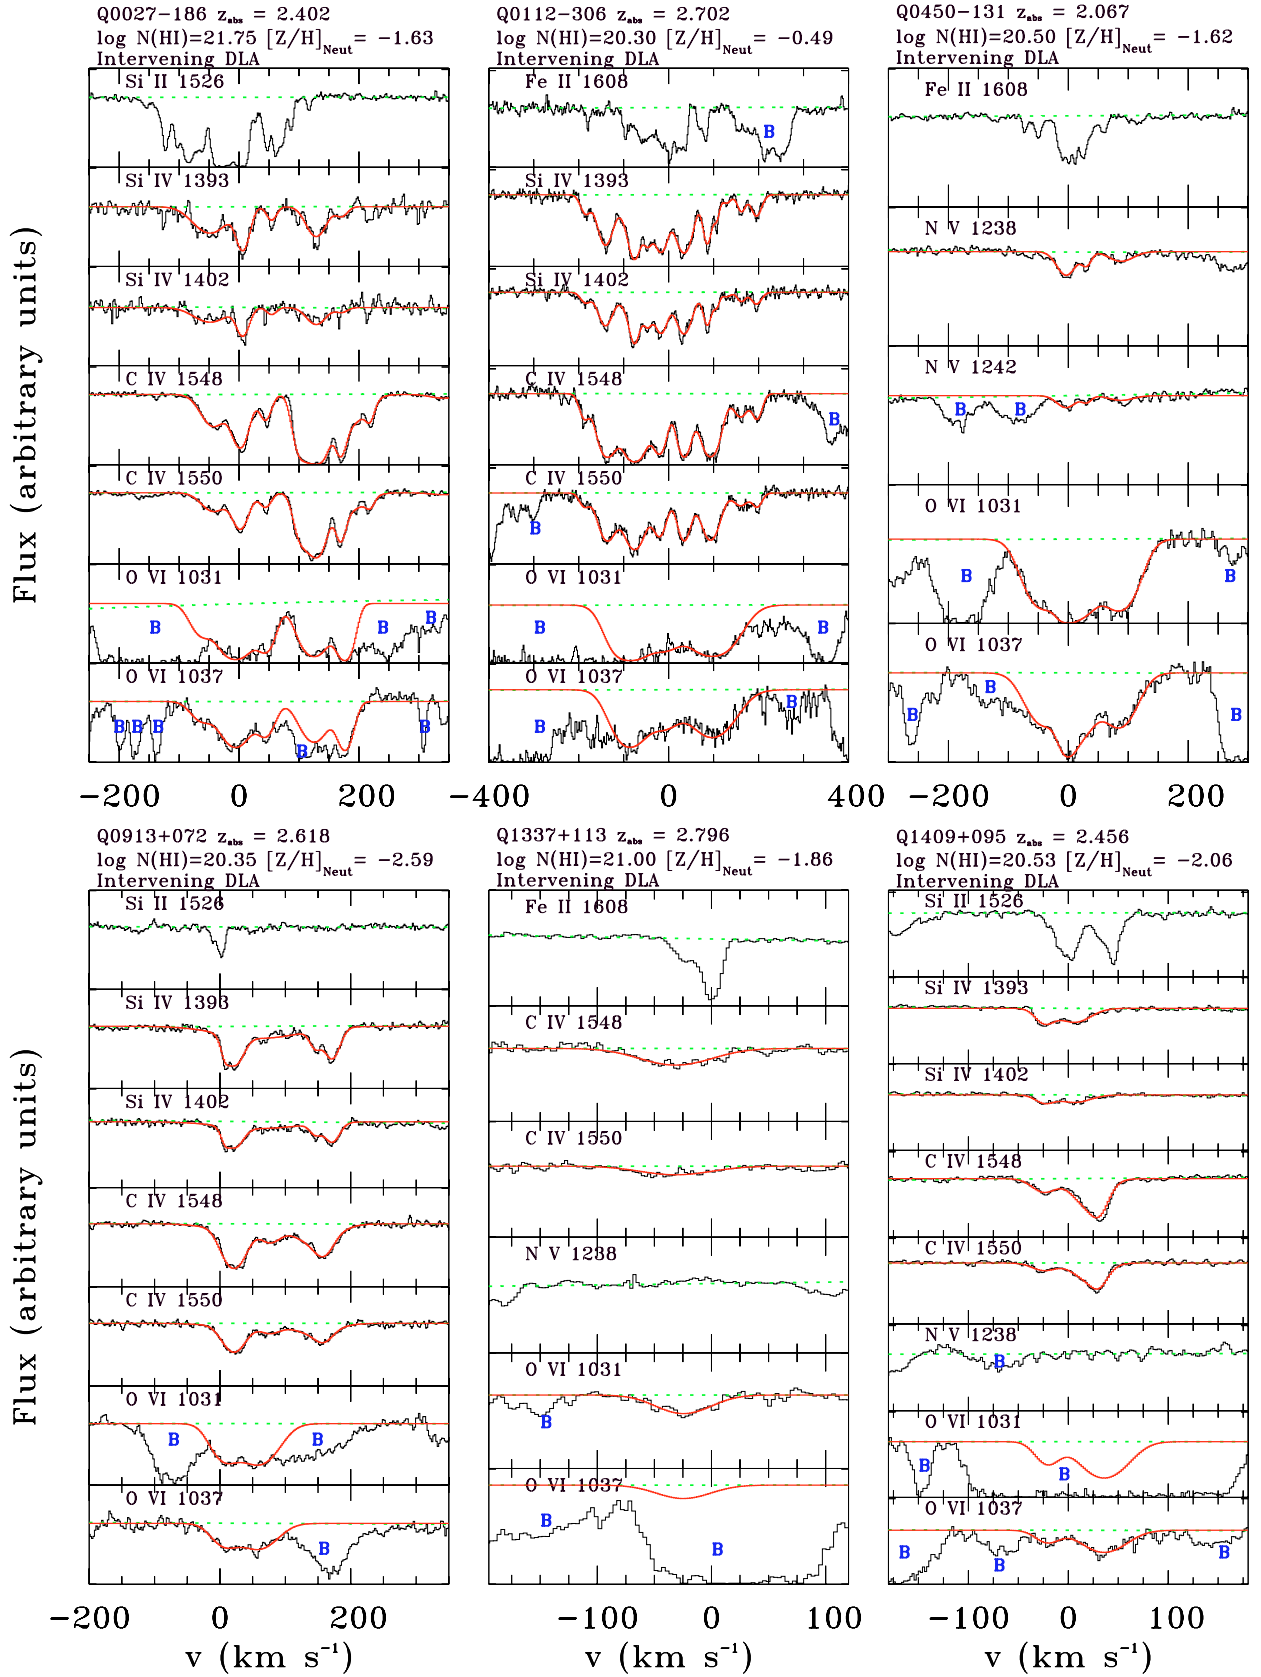 Q0027-186 z_abs = 2.402
log N(HI)=21.75 [Z/H]_Neut = -1.63
Intervening DLA
Si II 1526
Si IV 1393
Si IV 1402
C IV 1548
C IV 1550
O VI 1031
B B B
O VI 1037
B B B B B
-200 0 200
Q0112-306 z_abs = 2.702
log N(HI)=20.30 [Z/H]_Neut = -0.49
Intervening DLA
Fe II 1608
B
Si IV 1393
Si IV 1402
C IV 1548
B
C IV 1550
B
O VI 1031
B B
O VI 1037
B B
-400 0 400
Q0450-131 z_abs = 2.067
log N(HI)=20.50 [Z/H]_Neut = -1.62
Intervening DLA
Fe II 1608
N V 1238
N V 1242
B B
O VI 1031
B B
O VI 1037
B B B
-200 0 200
Flux (arbitrary units)
Q0913+072 z_abs = 2.618
log N(HI)=20.35 [Z/H]_Neut = -2.59
Intervening DLA
Si II 1526
Si IV 1393
Si IV 1402
C IV 1548
C IV 1550
O VI 1031
B B
O VI 1037
B
-200 0 200
v (km s⁻¹)
Q1337+113 z_abs = 2.796
log N(HI)=21.00 [Z/H]_Neut = -1.86
Intervening DLA
Fe II 1608
C IV 1548
C IV 1550
N V 1238
O VI 1031
B
O VI 1037
B B
-100 0 100
v (km s⁻¹)
Q1409+095 z_abs = 2.456
log N(HI)=20.53 [Z/H]_Neut = -2.06
Intervening DLA
Si II 1526
Si IV 1393
Si IV 1402
C IV 1548
C IV 1550
N V 1238
B
O VI 1031
B B
O VI 1037
B B B
-100 0 100
v (km s⁻¹)
Flux (arbitrary units)